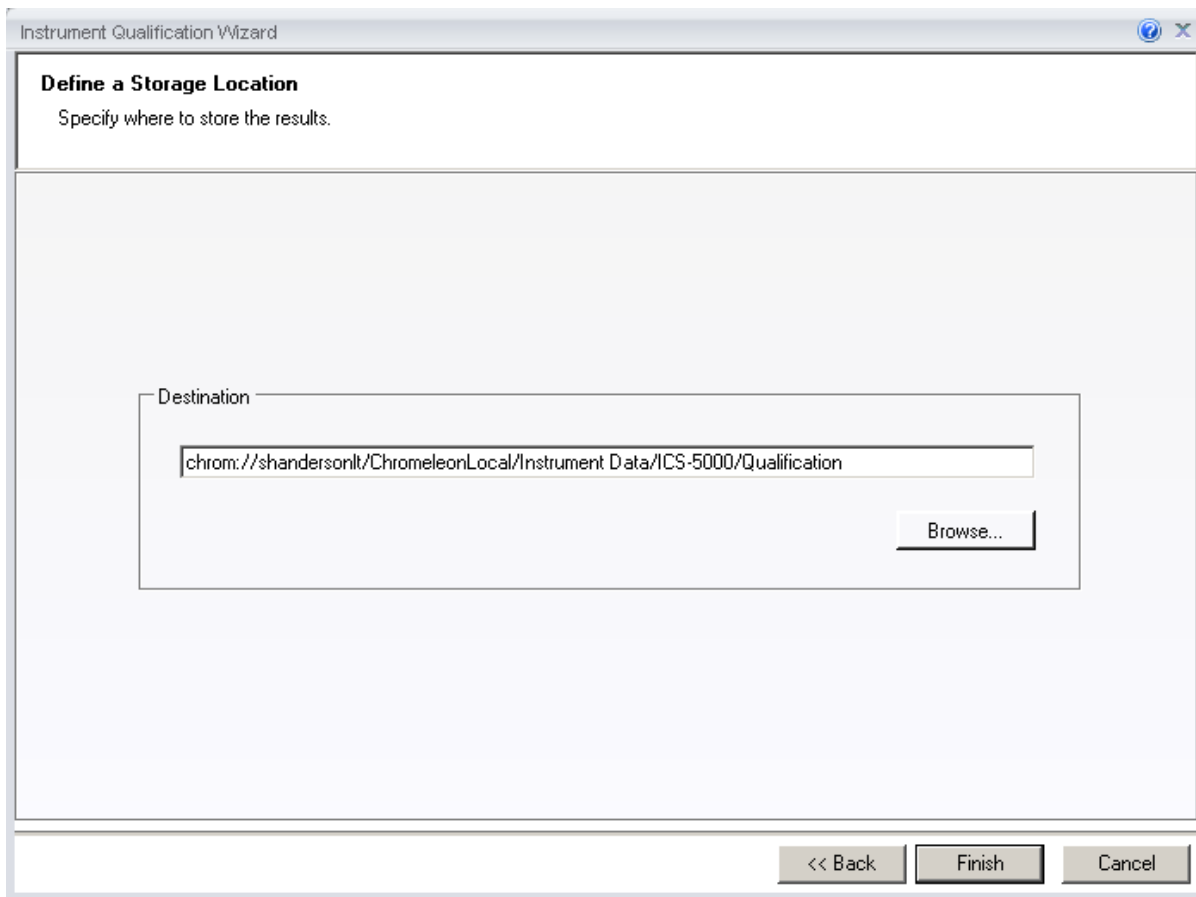 Instrument Qualification Wizard
Define a Storage Location
Specify where to store the results.
Destination
chrom://shandersonlt/ChromeleonLocal/Instrument Data/ICS-5000/Qualification
Browse...
<< Back Finish Cancel